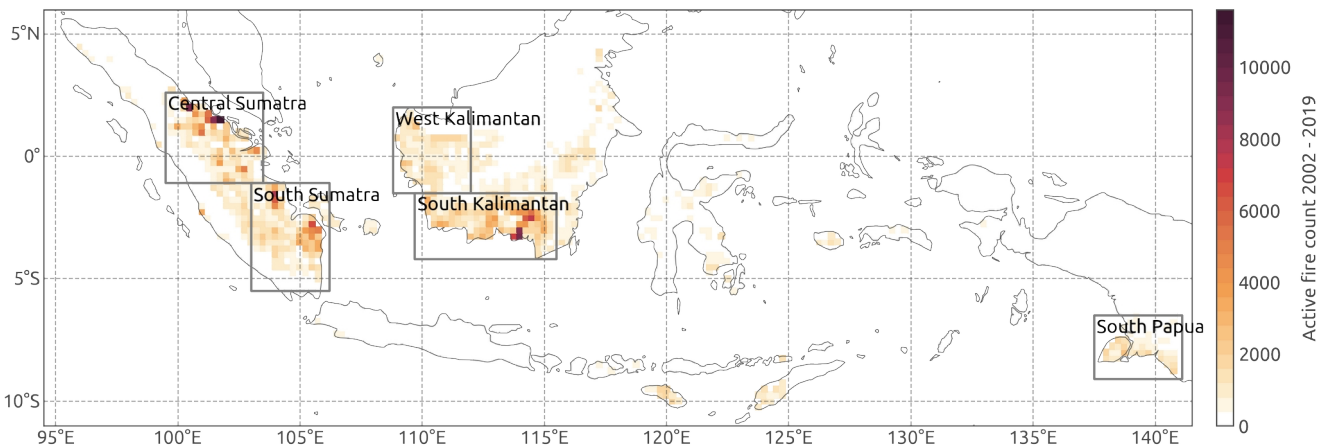 5°N
0°
5°S
10°S
95°E
100°E
105°E
110°E
115°E
120°E
125°E
130°E
135°E
140°E
Central Sumatra
West Kalimantan
South Sumatra
South Kalimantan
South Papua
10000
8000
6000
4000
2000
0
Active fire count 2002 - 2019